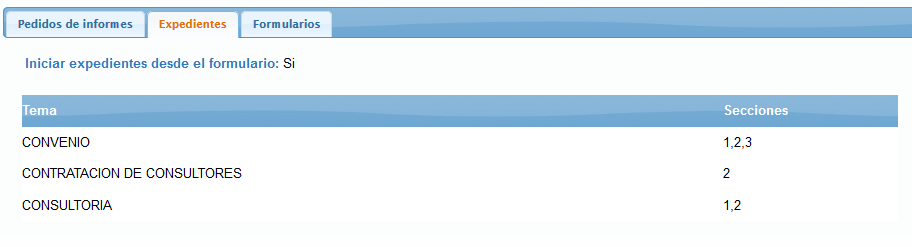 Pedidos de informes Expedientes Formularios
Iniciar expedientes desde el formulario: Si
Tema Secciones
CONVENIO 1,2,3
CONTRATACION DE CONSULTORES 2
CONSULTORIA 1,2